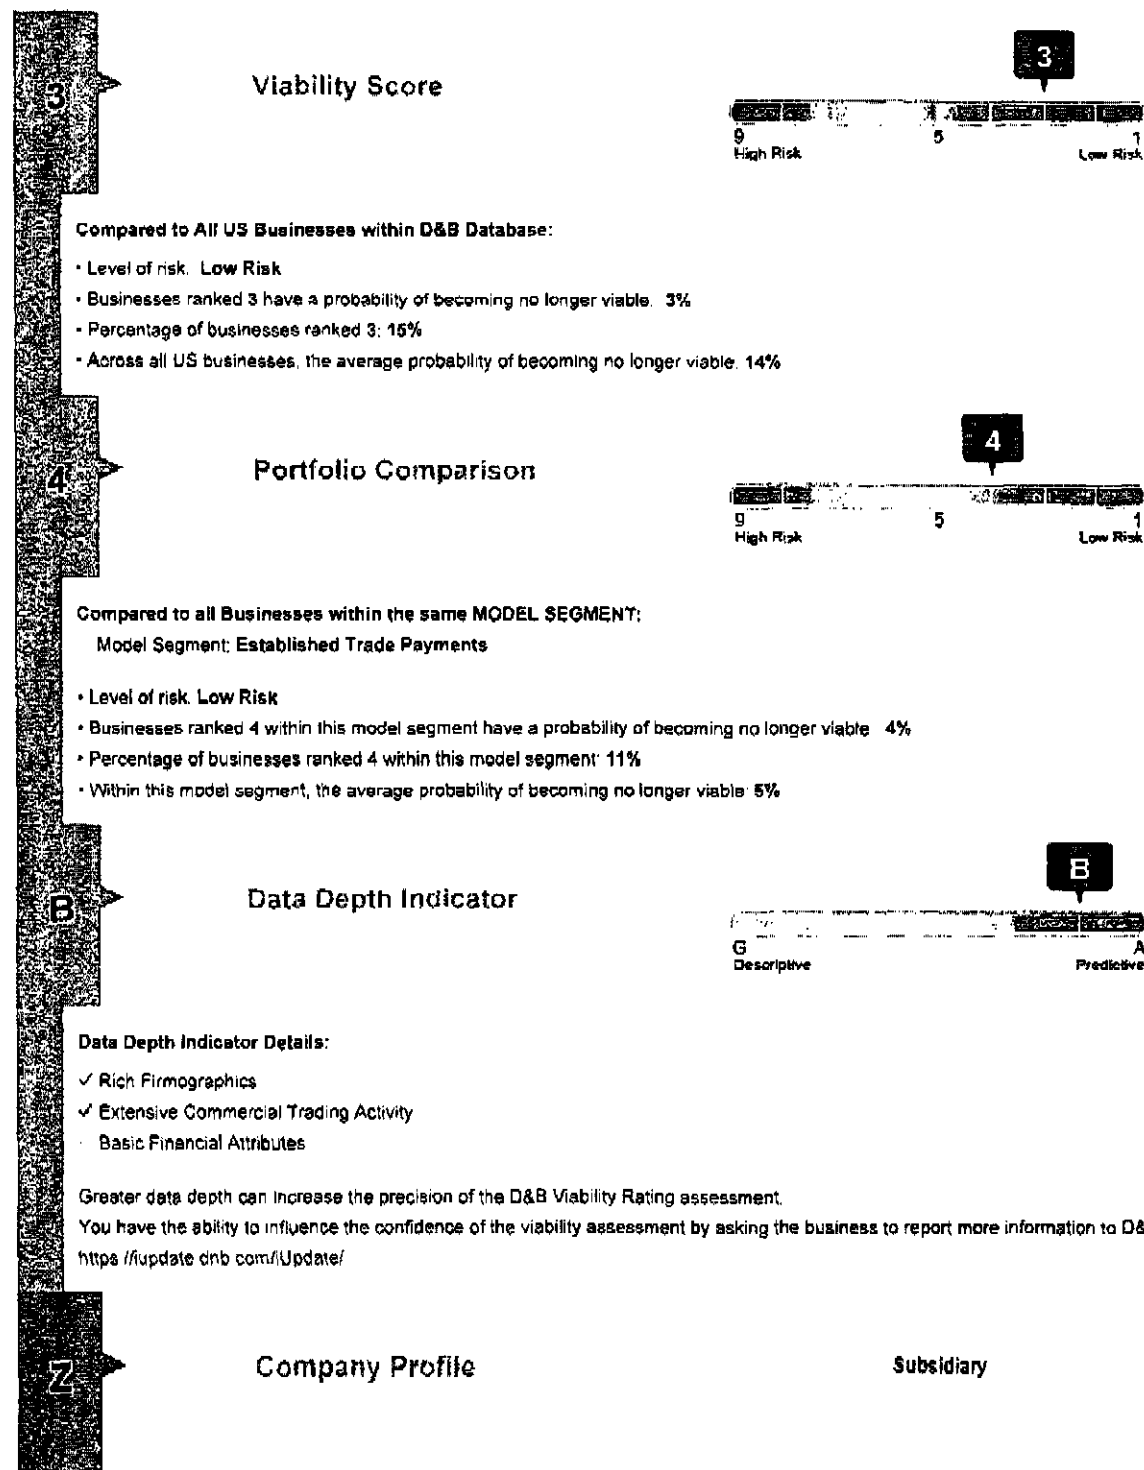 3
3
Viability Score
9 5 1
High Risk Low Risk
Compared to All US Businesses within D&B Database:
• Level of risk. Low Risk
• Businesses ranked 3 have a probability of becoming no longer viable. 3%
• Percentage of businesses ranked 3: 15%
• Across all US businesses, the average probability of becoming no longer viable. 14%
4
4
Portfolio Comparison
9 5 1
High Risk Low Risk
Compared to all Businesses within the same MODEL SEGMENT:
Model Segment: Established Trade Payments
• Level of risk. Low Risk
• Businesses ranked 4 within this model segment have a probability of becoming no longer viable 4%
• Percentage of businesses ranked 4 within this model segment: 11%
• Within this model segment, the average probability of becoming no longer viable: 5%
B
B
Data Depth Indicator
G A
Descriptive Predictive
Data Depth Indicator Details:
✓ Rich Firmographics
✓ Extensive Commercial Trading Activity
Basic Financial Attributes
Greater data depth can increase the precision of the D&B Viability Rating assessment.
You have the ability to influence the confidence of the viability assessment by asking the business to report more information to D&
https //iupdate dnb com/iUpdate/
Z
Company Profile
Subsidiary